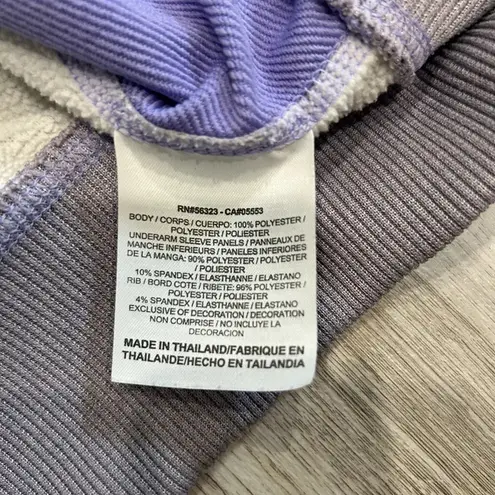 RN#56323 - CA#05553
BODY / CORPS / CUERPO: 100% POLYESTER /
POLYESTER / POLIESTER
UNDERARM SLEEVE PANELS / PANNEAUX DE
MANCHE INFERIEURES / PANELES INFERIORES
DE LA MANGA: 90% POLYESTER / POLYESTER
/ POLIESTER
10% SPANDEX / ELASTHANNE / ELASTANO
RIB / BORD COTE / RIBETE: 96% POLYESTER /
POLYESTER / POLIESTER
4% SPANDEX / ELASTHANNE / ELASTANO
EXCLUSIVE OF DECORATION / DECORATION
NON COMPRISE / NO INCLUYE LA
DECORACION
MADE IN THAILAND/FABRIQUE EN
THAILANDE/HECHO EN TAILANDIA